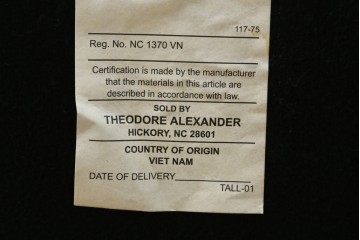 117-75
Reg. No. NC 1370 VN
Certification is made by the manufacturer
that the materials in this article are
described in accordance with law.
SOLD BY
THEODORE ALEXANDER
HICKORY, NC 28601
COUNTRY OF ORIGIN
VIET NAM
DATE OF DELIVERY
TALL-01